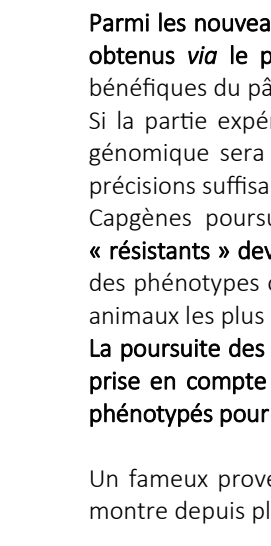 Parmi les nouvea
obtenus via le p
bénéfiques du pâ
Si la partie expér
génomique sera
précisions suffisa
Capgènes poursu
« résistants » dev
des phénotypes c
animaux les plus
La poursuite des
prise en compte
phénotypés pour
Un fameux prove
montre depuis pl